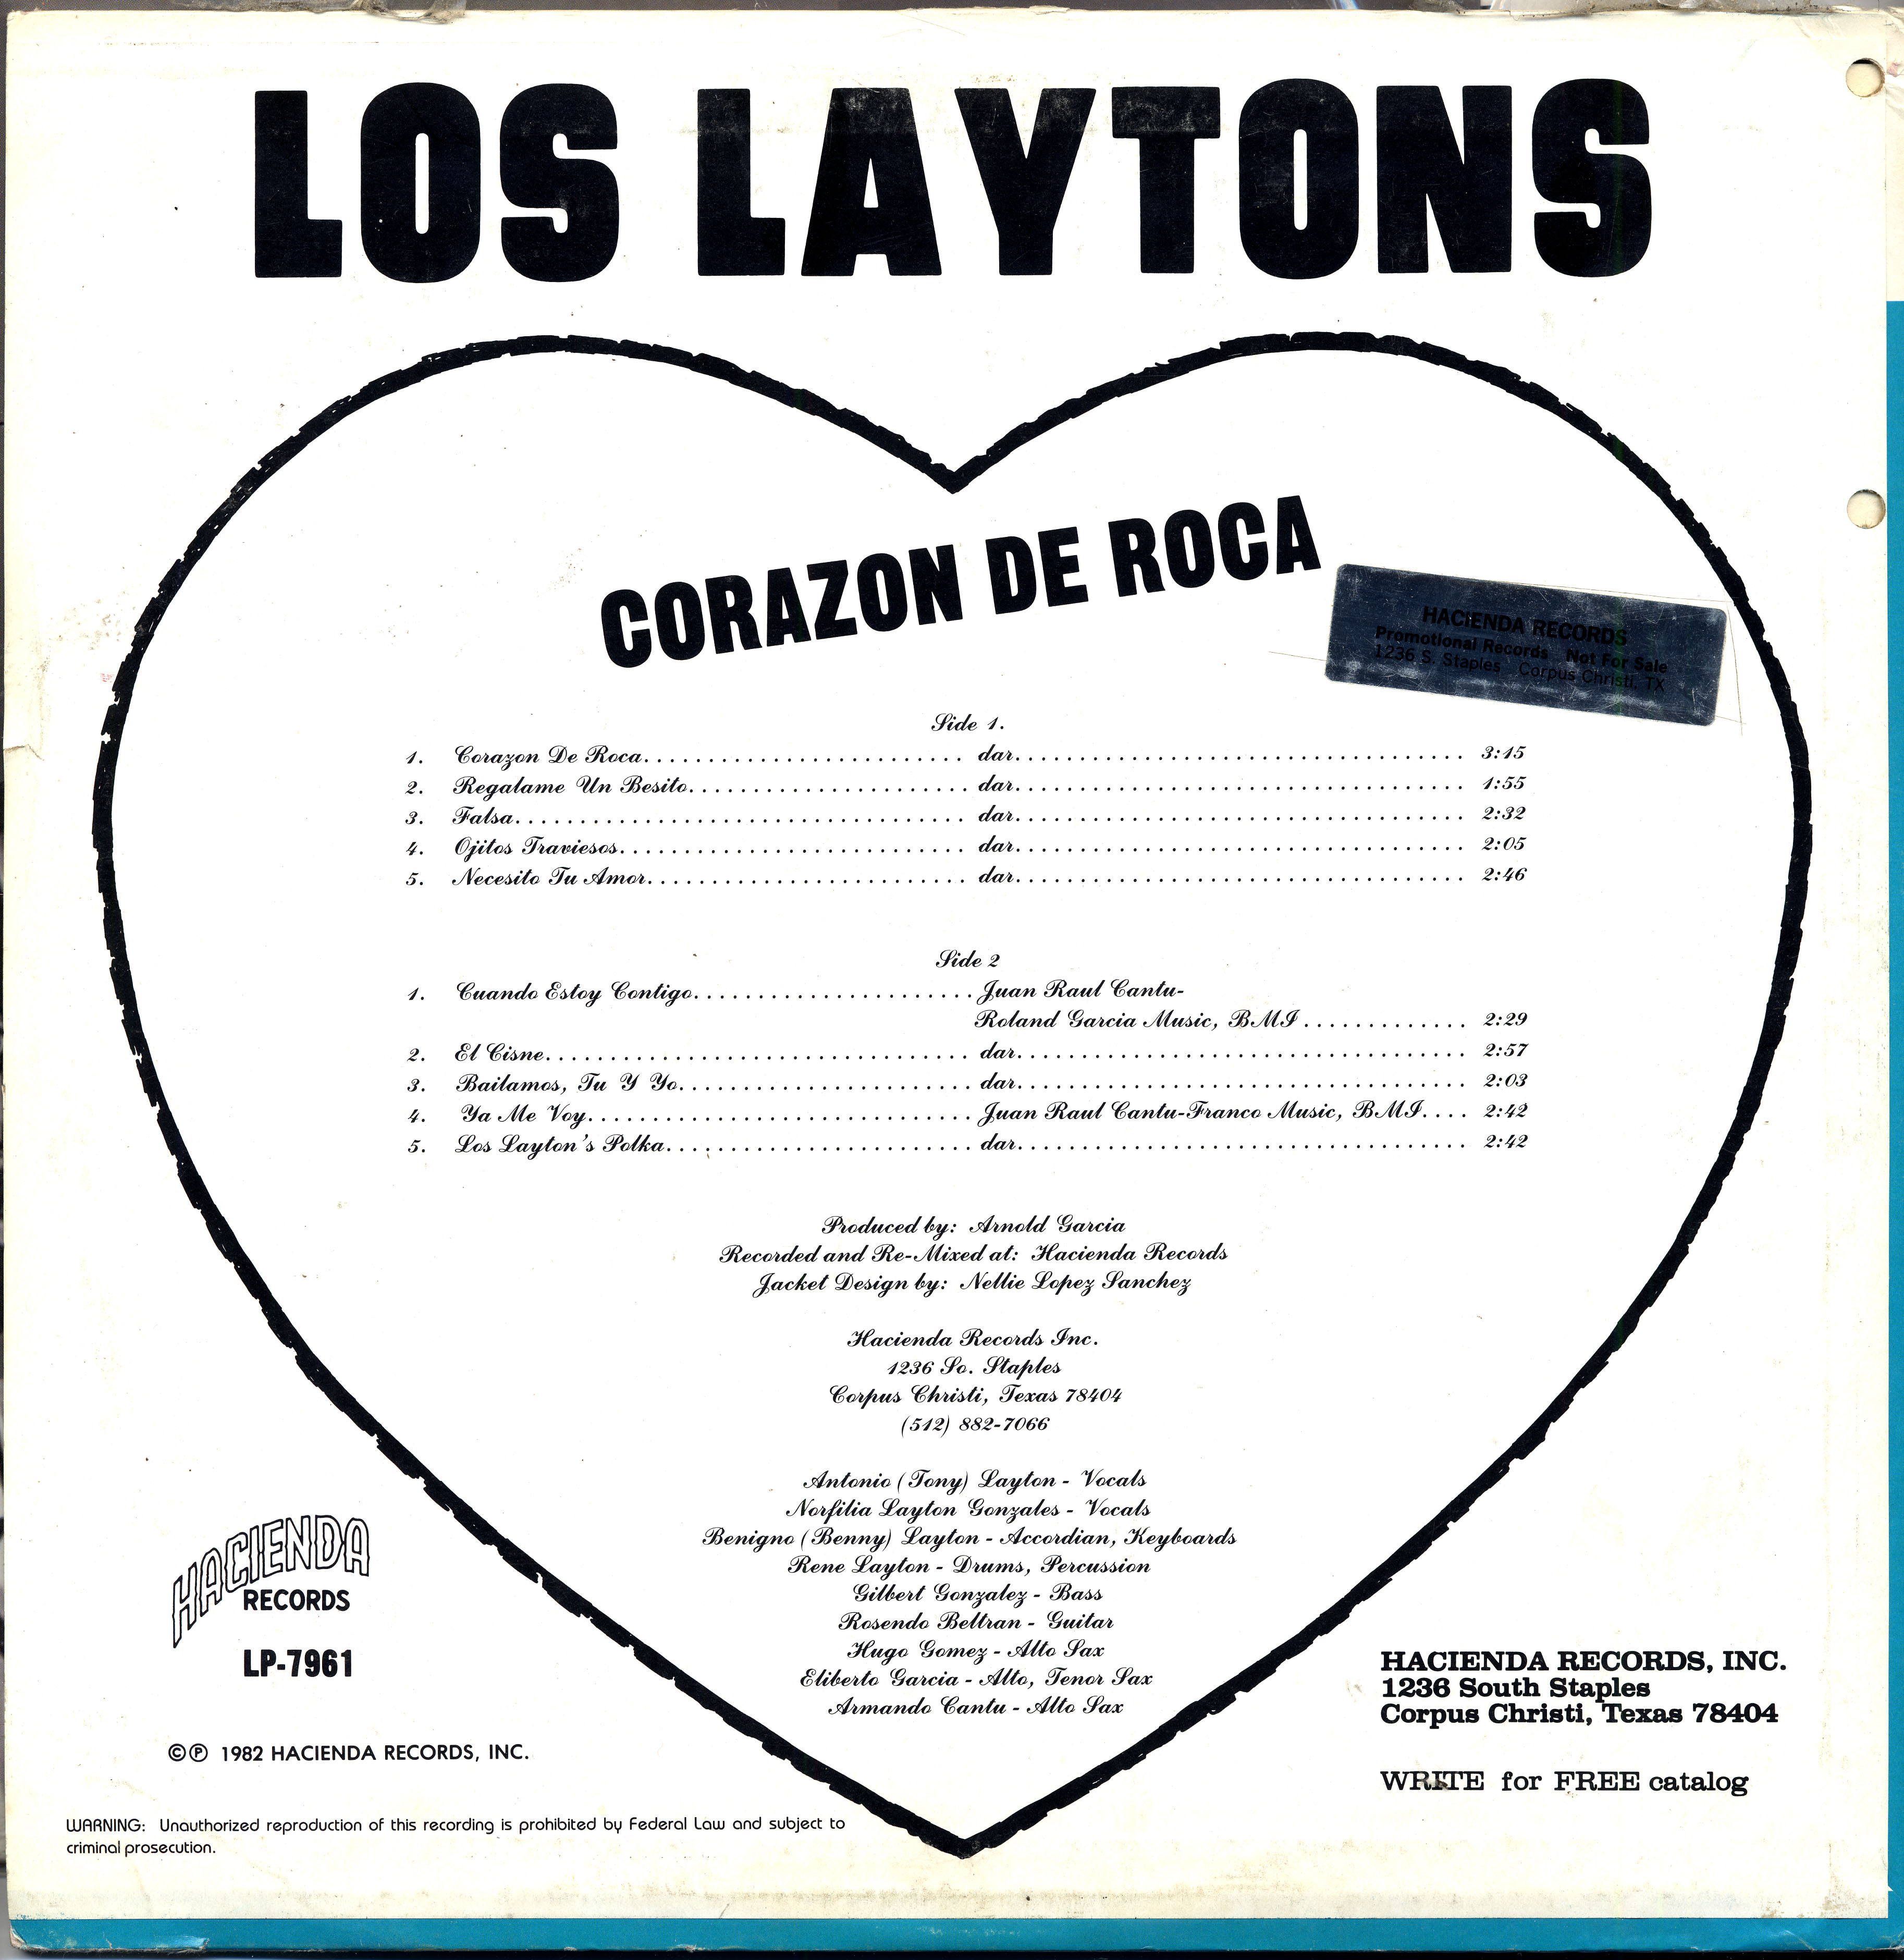 LOS LAYTONS
CORAZON DE ROCA
HACIENDA RECORDS
Promotional Records Not For Sale
1236 S. Staples Corpus Christi, TX
Side 1.
1. Corazon De Roca. . . . . . . . . . . . . . . . . . . . . . . . . dar. . . . . . . . . . . . . . . . . . . . . . . . . . . . . . . . . . . 3:15
2. Regalame Un Besito. . . . . . . . . . . . . . . . . . . . . . dar. . . . . . . . . . . . . . . . . . . . . . . . . . . . . . . . . . . 1:55
3. Falsa. . . . . . . . . . . . . . . . . . . . . . . . . . . . . . . . . . . dar. . . . . . . . . . . . . . . . . . . . . . . . . . . . . . . . . . . 2:32
4. Ojitos Traviesos. . . . . . . . . . . . . . . . . . . . . . . . . . . dar. . . . . . . . . . . . . . . . . . . . . . . . . . . . . . . . . . . 2:05
5. Necesito Tu Amor. . . . . . . . . . . . . . . . . . . . . . . . . dar. . . . . . . . . . . . . . . . . . . . . . . . . . . . . . . . . . . 2:46
Side 2
1. Cuando Estoy Contigo. . . . . . . . . . . . . . . . . . . . . . Juan Raul Cantu-
Roland Garcia Music, BMI . . . . . . . . . . . . . 2:29
2. El Cisne. . . . . . . . . . . . . . . . . . . . . . . . . . . . . . . . . dar. . . . . . . . . . . . . . . . . . . . . . . . . . . . . . . . . . . 2:57
3. Bailamos, Tu Y Yo. . . . . . . . . . . . . . . . . . . . . . . dar. . . . . . . . . . . . . . . . . . . . . . . . . . . . . . . . . . . 2:03
4. Ya Me Voy. . . . . . . . . . . . . . . . . . . . . . . . . . . . . . Juan Raul Cantu-Franco Music, BMI. . . . 2:42
5. Los Layton's Polka. . . . . . . . . . . . . . . . . . . . . . . . dar. . . . . . . . . . . . . . . . . . . . . . . . . . . . . . . . . . . 2:42
Produced by: Arnold Garcia
Recorded and Re-Mixed at: Hacienda Records
Jacket Design by: Nellie Lopez Sanchez
Hacienda Records Inc.
1236 So. Staples
Corpus Christi, Texas 78404
(512) 882-7066
Antonio (Tony) Layton - Vocals
Norfilia Layton Gonzales - Vocals
Benigno (Benny) Layton - Accordian, Keyboards
Rene Layton - Drums, Percussion
Gilbert Gonzalez - Bass
Rosendo Beltran - Guitar
Hugo Gomez - Alto Sax
Eliberto Garcia - Alto, Tenor Sax
Armando Cantu - Alto Sax
HACIENDA
RECORDS
LP-7961
©℗ 1982 HACIENDA RECORDS, INC.
WARNING: Unauthorized reproduction of this recording is prohibited by Federal Law and subject to
criminal prosecution.
HACIENDA RECORDS, INC.
1236 South Staples
Corpus Christi, Texas 78404
WRITE for FREE catalog